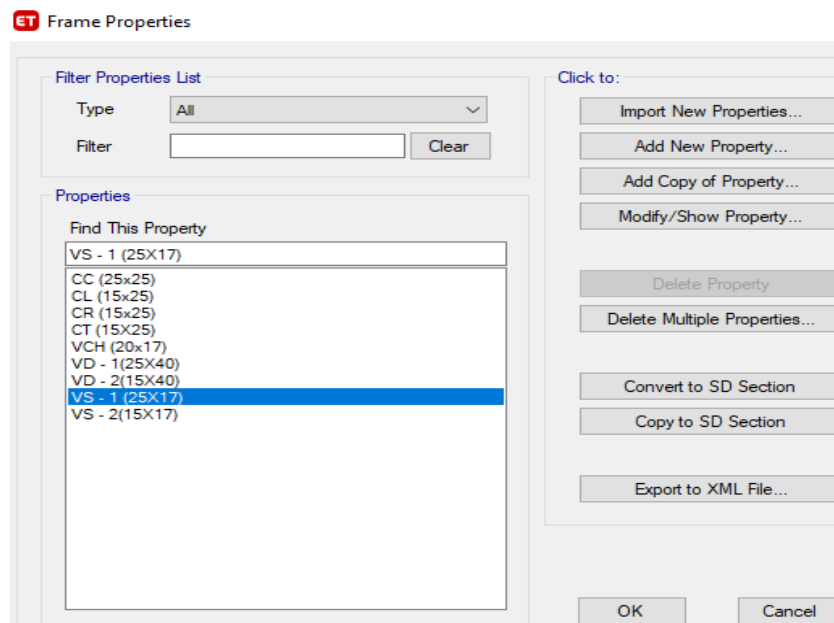 ET Frame Properties
Filter Properties List
Type All
Filter Clear
Properties
Find This Property
VS - 1 (25X17)
CC (25x25)
CL (15x25)
CR (15x25)
CT (15X25)
VCH (20x17)
VD - 1(25X40)
VD - 2(15X40)
VS - 1 (25X17)
VS - 2(15X17)
Click to:
Import New Properties...
Add New Property...
Add Copy of Property...
Modify/Show Property...
Delete Property
Delete Multiple Properties...
Convert to SD Section
Copy to SD Section
Export to XML File...
OK Cancel